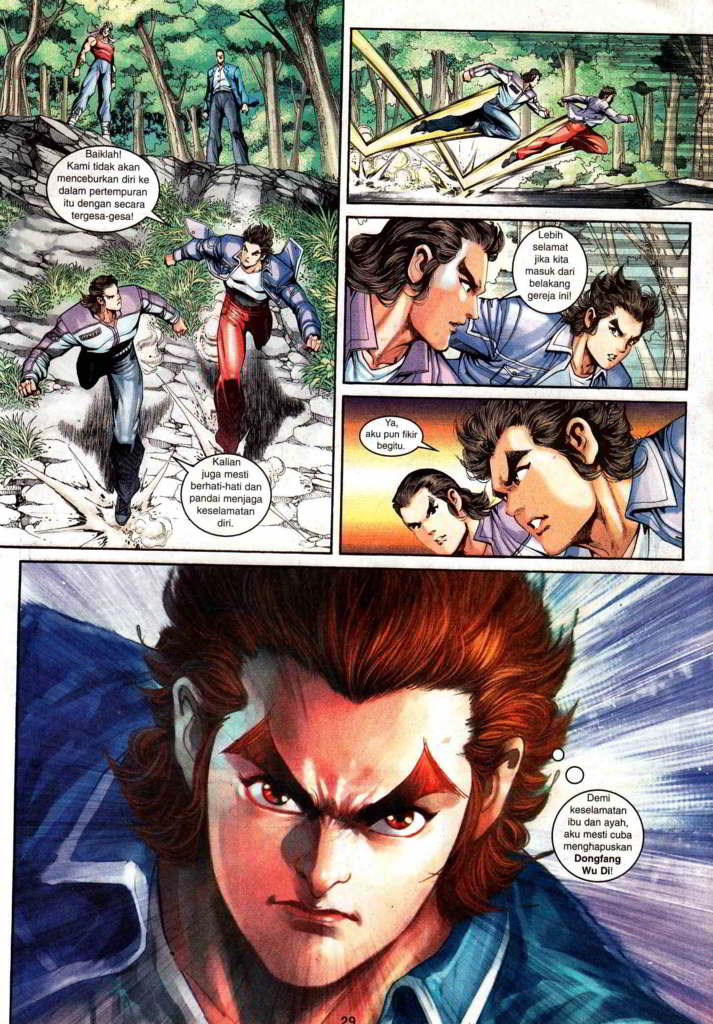 Baiklah!
Kami tidak akan
menceburkan diri ke
dalam pertempuran
itu dengan secara
tergesa-gesa!
Kalian
juga mesti
berhati-hati dan
pandai menjaga
keselamatan
diri.
Lebih
selamat
jika kita
masuk dari
belakang
gereja ini!
Ya,
aku pun fikir
begitu.
Demi
keselamatan
ibu dan ayah,
aku mesti cuba
menghapuskan
Dongfang
Wu Di!
29